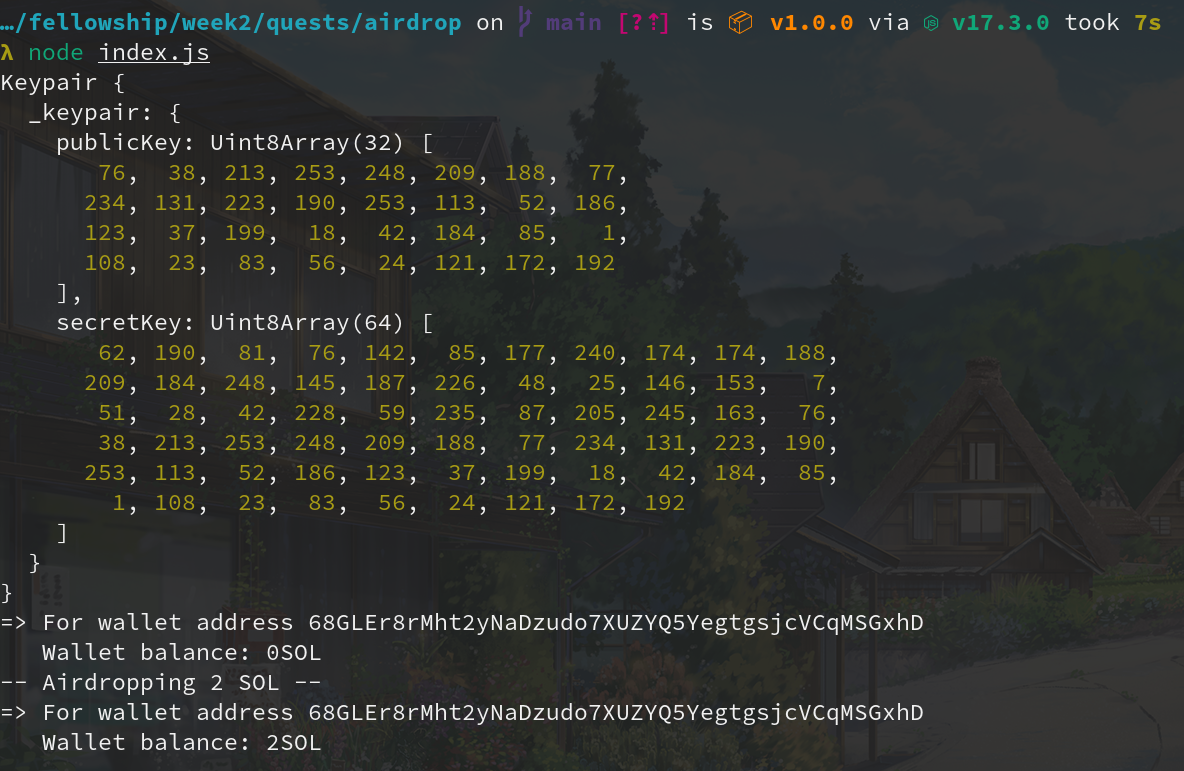 …/fellowship/week2/quests/airdrop on  main [?⇡] is 📦 v1.0.0 via  v17.3.0 took 7s
λ node index.js
Keypair {
  _keypair: {
    publicKey: Uint8Array(32) [
       76,  38, 213, 253, 248, 209, 188,  77,
      234, 131, 223, 190, 253, 113,  52, 186,
      123,  37, 199,  18,  42, 184,  85,   1,
      108,  23,  83,  56,  24, 121, 172, 192
    ],
    secretKey: Uint8Array(64) [
       62, 190,  81,  76, 142,  85, 177, 240, 174, 174, 188,
      209, 184, 248, 145, 187, 226,  48,  25, 146, 153,   7,
       51,  28,  42, 228,  59, 235,  87, 205, 245, 163,  76,
       38, 213, 253, 248, 209, 188,  77, 234, 131, 223, 190,
      253, 113,  52, 186, 123,  37, 199,  18,  42, 184,  85,
        1, 108,  23,  83,  56,  24, 121, 172, 192
    ]
  }
}
=> For wallet address 68GLEr8rMht2yNaDzudo7XUZYQ5YegtgsjcVCqMSGxhD
   Wallet balance: 0SOL
-- Airdropping 2 SOL --
=> For wallet address 68GLEr8rMht2yNaDzudo7XUZYQ5YegtgsjcVCqMSGxhD
   Wallet balance: 2SOL